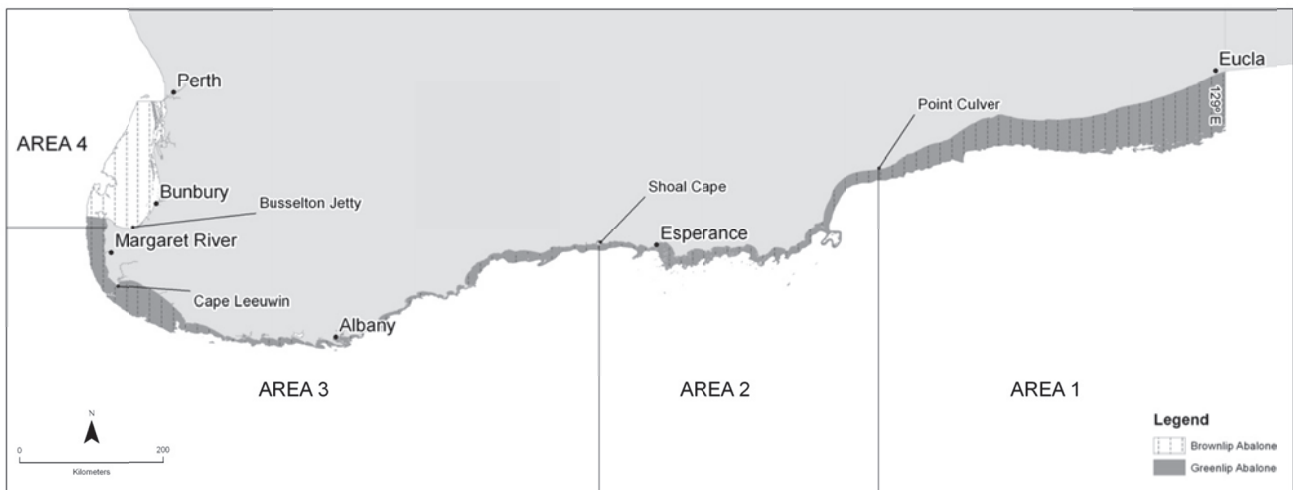 Perth
Eucla
129º E
Point Culver
AREA 4
Bunbury
Busselton Jetty
Shoal Cape
Esperance
Margaret River
Cape Leeuwin
Albany
AREA 3
AREA 2
AREA 1
N
0 200
Kilometers
Legend
Brownlip Abalone
Greenlip Abalone